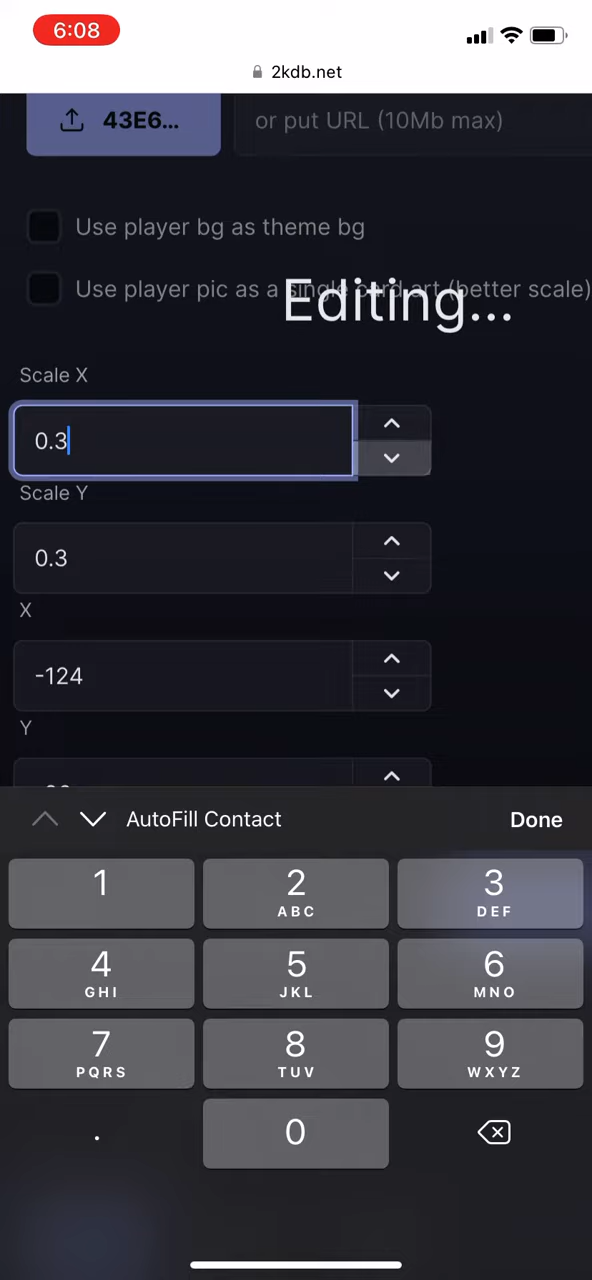 6:08
2kdb.net
43E6...
or put URL (10Mb max)
Use player bg as theme bg
Use player pic as a single card art (better scale)
Editing...
Scale X
0.3
Scale Y
0.3
X
-124
Y
AutoFill Contact
Done
1
2
ABC
3
DEF
4
GHI
5
JKL
6
MNO
7
PQRS
8
TUV
9
WXYZ
.
0